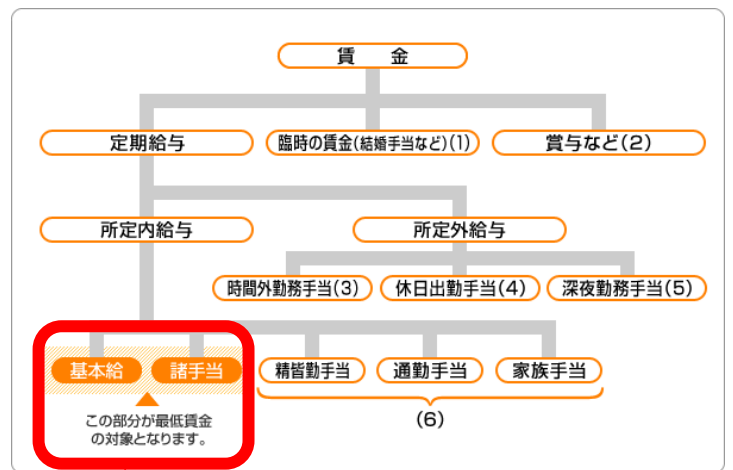 賃　金
定期給与
臨時の賃金(結婚手当など)(1)
賞与など(2)
所定内給与
所定外給与
時間外勤務手当(3)
休日出勤手当(4)
深夜勤務手当(5)
基本給
諸手当
精皆勤手当
通勤手当
家族手当
この部分が最低賃金
の対象となります。
(6)